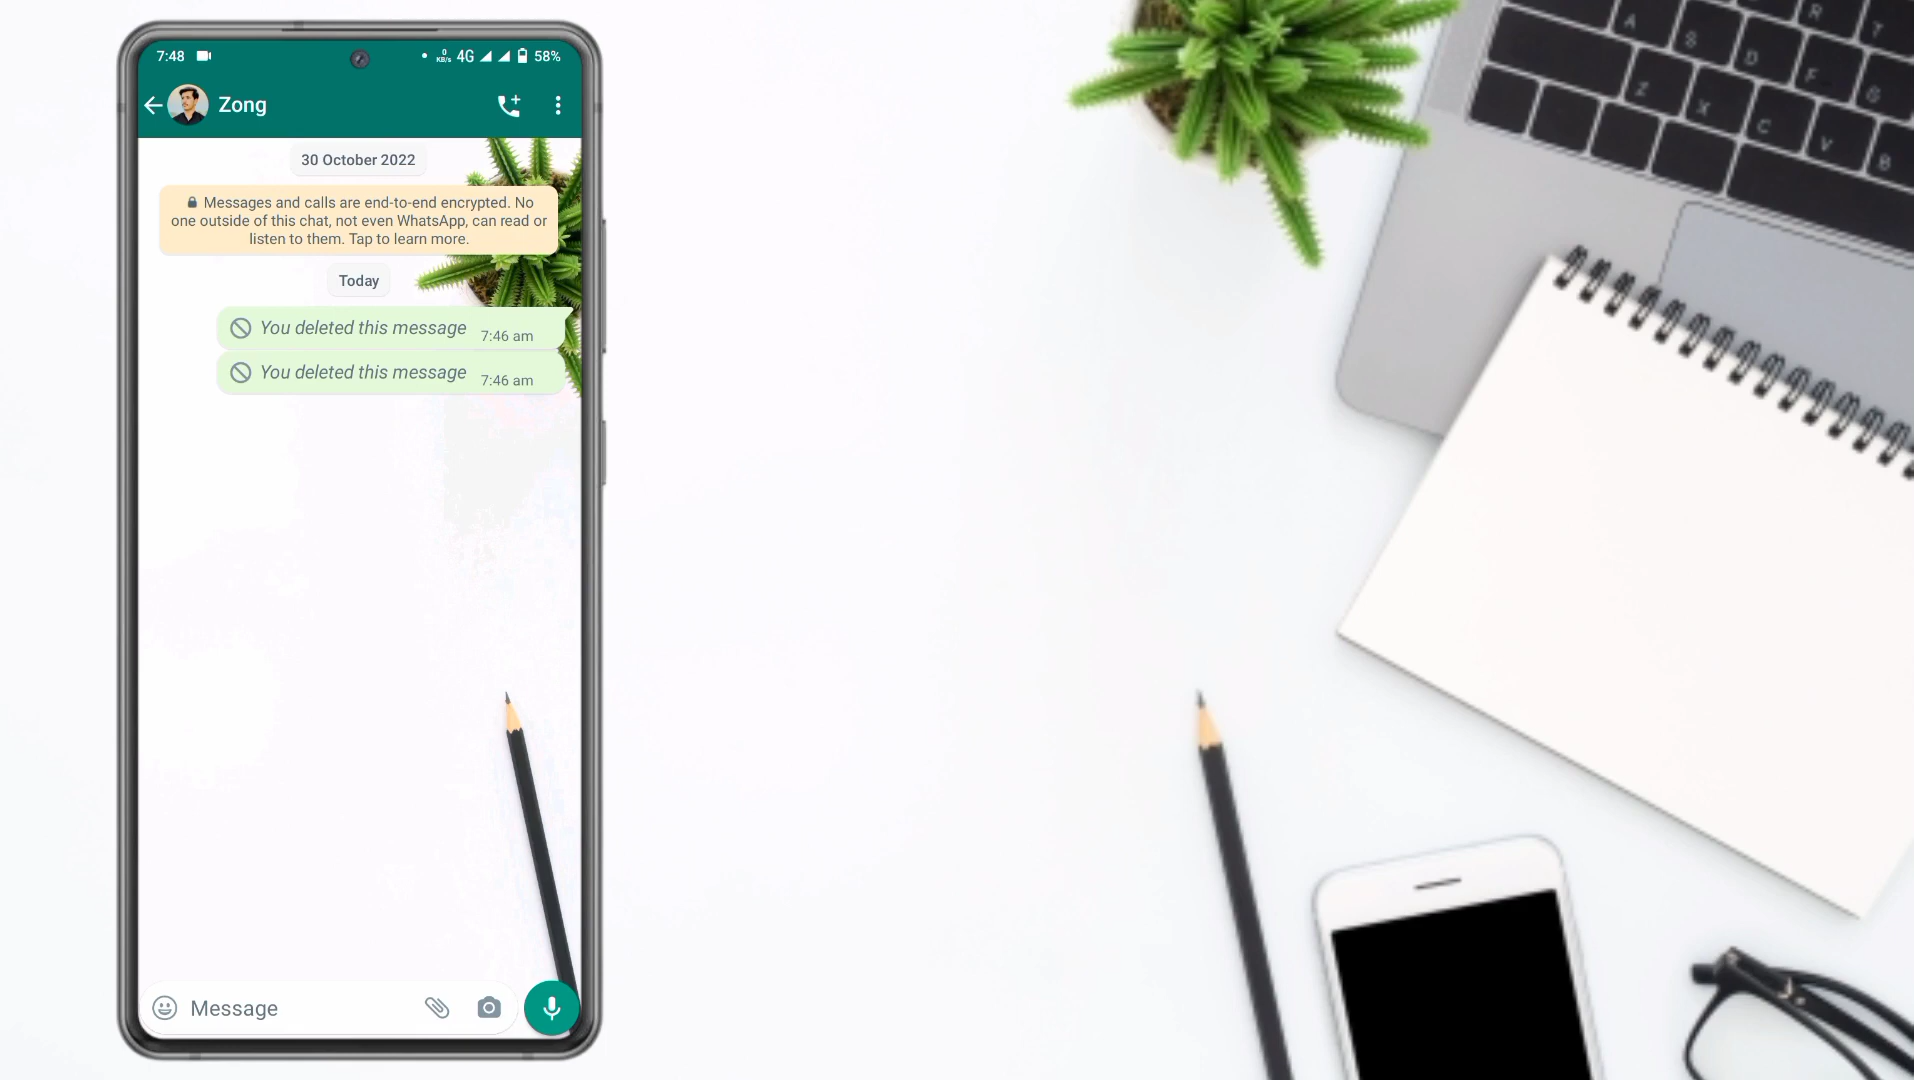 7:48 0 KB/s 4G 58%
Zong
30 October 2022
Messages and calls are end-to-end encrypted. No
one outside of this chat, not even WhatsApp, can read or
listen to them. Tap to learn more.
Today
You deleted this message 7:46 am
You deleted this message 7:46 am
Message
R T
A S D F G
Z X C V B